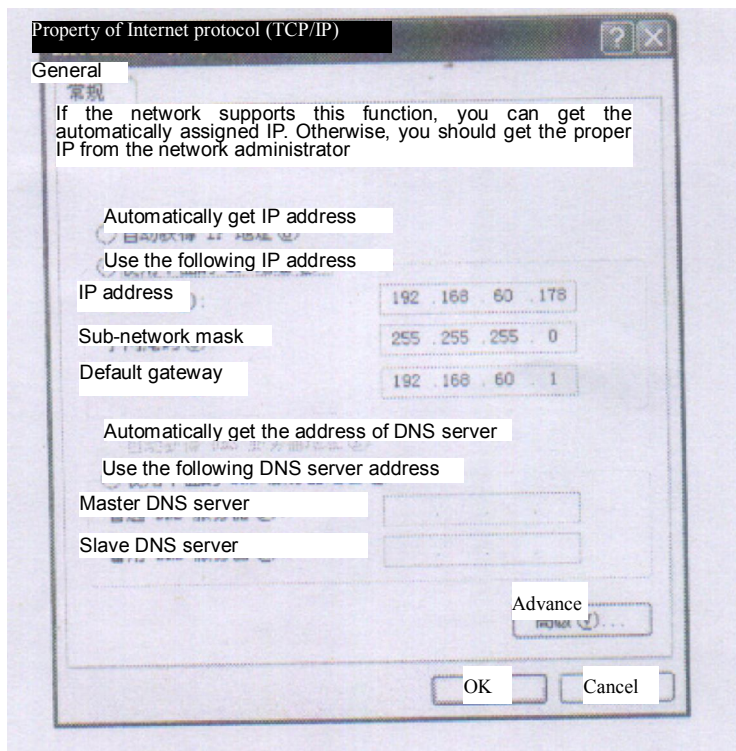 Property of Internet protocol (TCP/IP)
General
常规
If the network supports this function, you can get the
automatically assigned IP. Otherwise, you should get the proper
IP from the network administrator
Automatically get IP address
Use the following IP address
IP address
192 . 168 . 60 . 178
Sub-network mask
255 . 255 . 255 . 0
Default gateway
192 . 168 . 60 . 1
Automatically get the address of DNS server
Use the following DNS server address
Master DNS server
Slave DNS server
Advance
OK Cancel